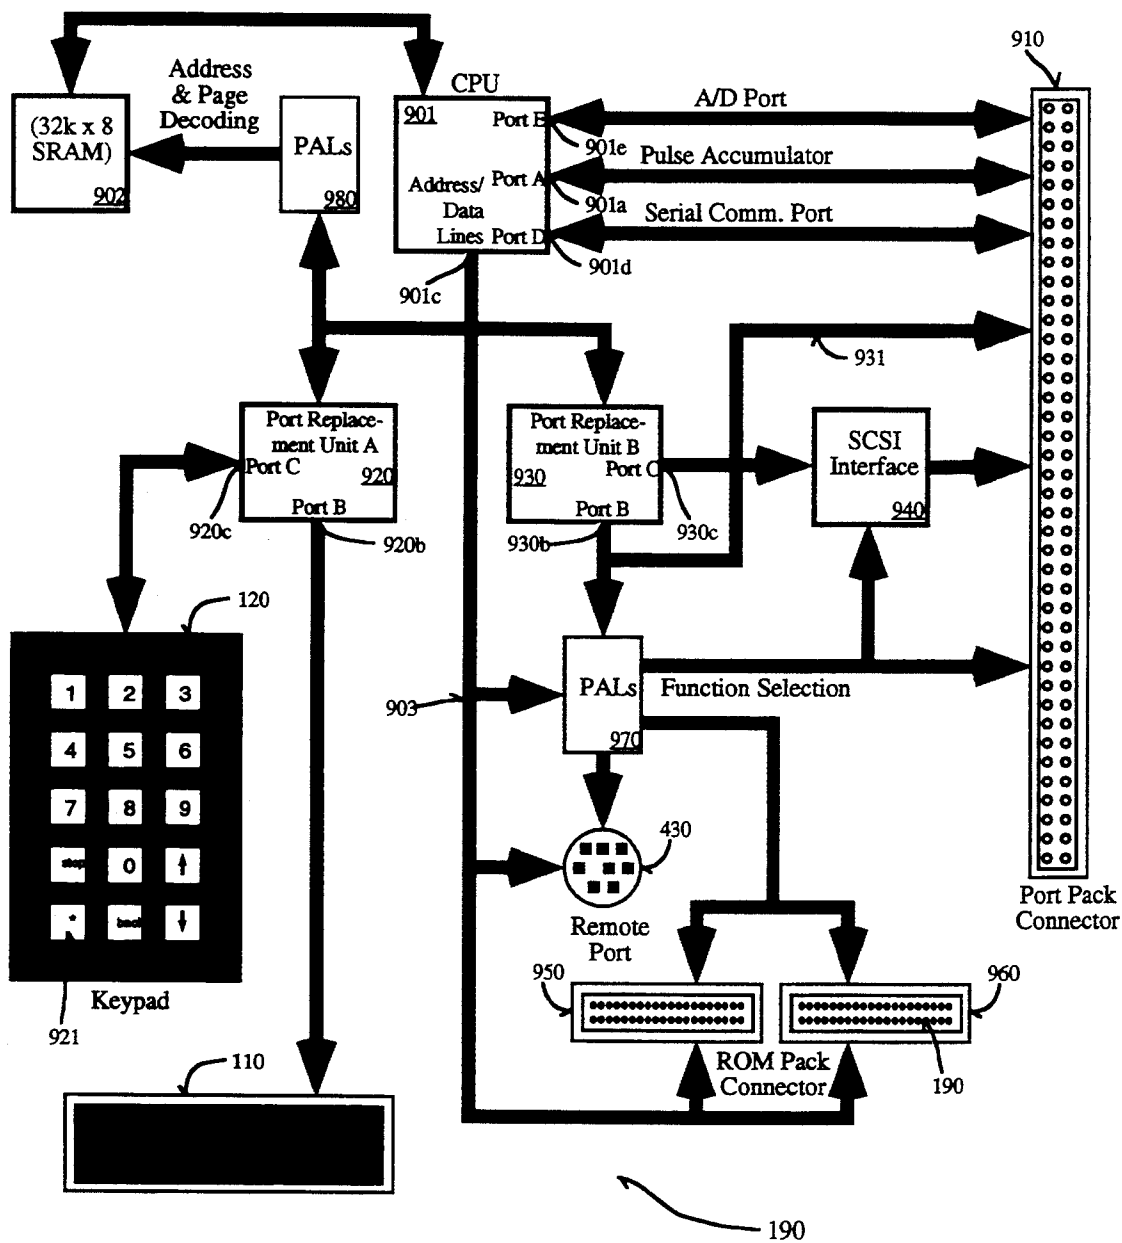 910
Address
& Page
Decoding
CPU
A/D Port
(32k x 8
SRAM)
902
PALs
980
901
Port E
901e
Pulse Accumulator
Port A
901a
Address/
Data
Lines
Serial Comm. Port
Port D
901d
901c
931
Port Replace-
ment Unit A
Port C
920
Port B
920c
920b
Port Replace-
ment Unit B
Port C
930
Port B
930b
930c
SCSI
Interface
940
120
1 2 3
4 5 6
7 8 9
stop 0 ↑
* back ↓
Keypad
921
903
PALs
970
Function Selection
430
Remote
Port
Port Pack
Connector
950
960
ROM Pack
Connector
190
110
190